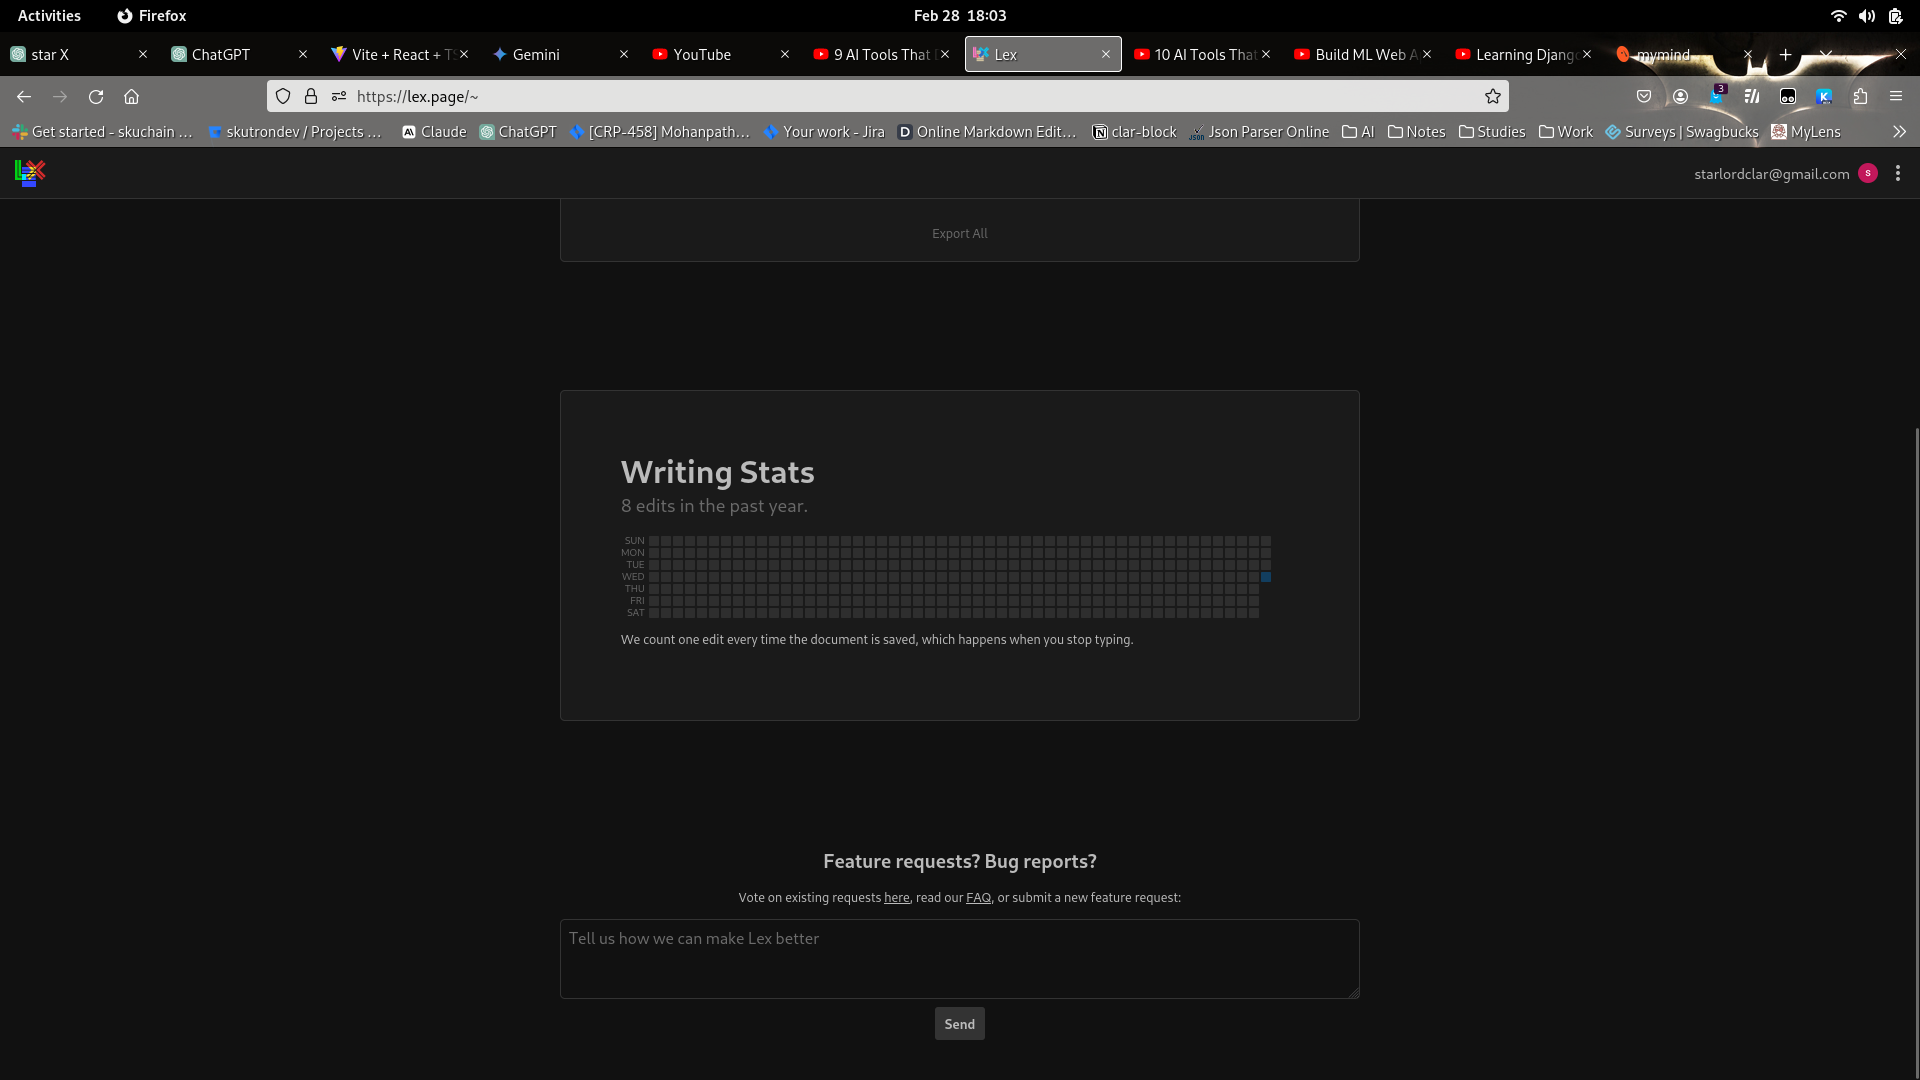 Activities Firefox Feb 28 18:03
star X ChatGPT Vite + React + TS Gemini YouTube 9 AI Tools That Lex 10 AI Tools That Build ML Web A Learning Django mymind
https://lex.page/~ 3
Get started - skuchain ... skutrondev / Projects ... Claude ChatGPT [CRP-458] Mohanpath... Your work - Jira Online Markdown Edit... clar-block Json Parser Online AI Notes Studies Work Surveys | Swagbucks MyLens
starlordclar@gmail.com s
Export All
Writing Stats
8 edits in the past year.
SUN
MON
TUE
WED
THU
FRI
SAT
We count one edit every time the document is saved, which happens when you stop typing.
Feature requests? Bug reports?
Vote on existing requests here, read our FAQ, or submit a new feature request:
Tell us how we can make Lex better
Send